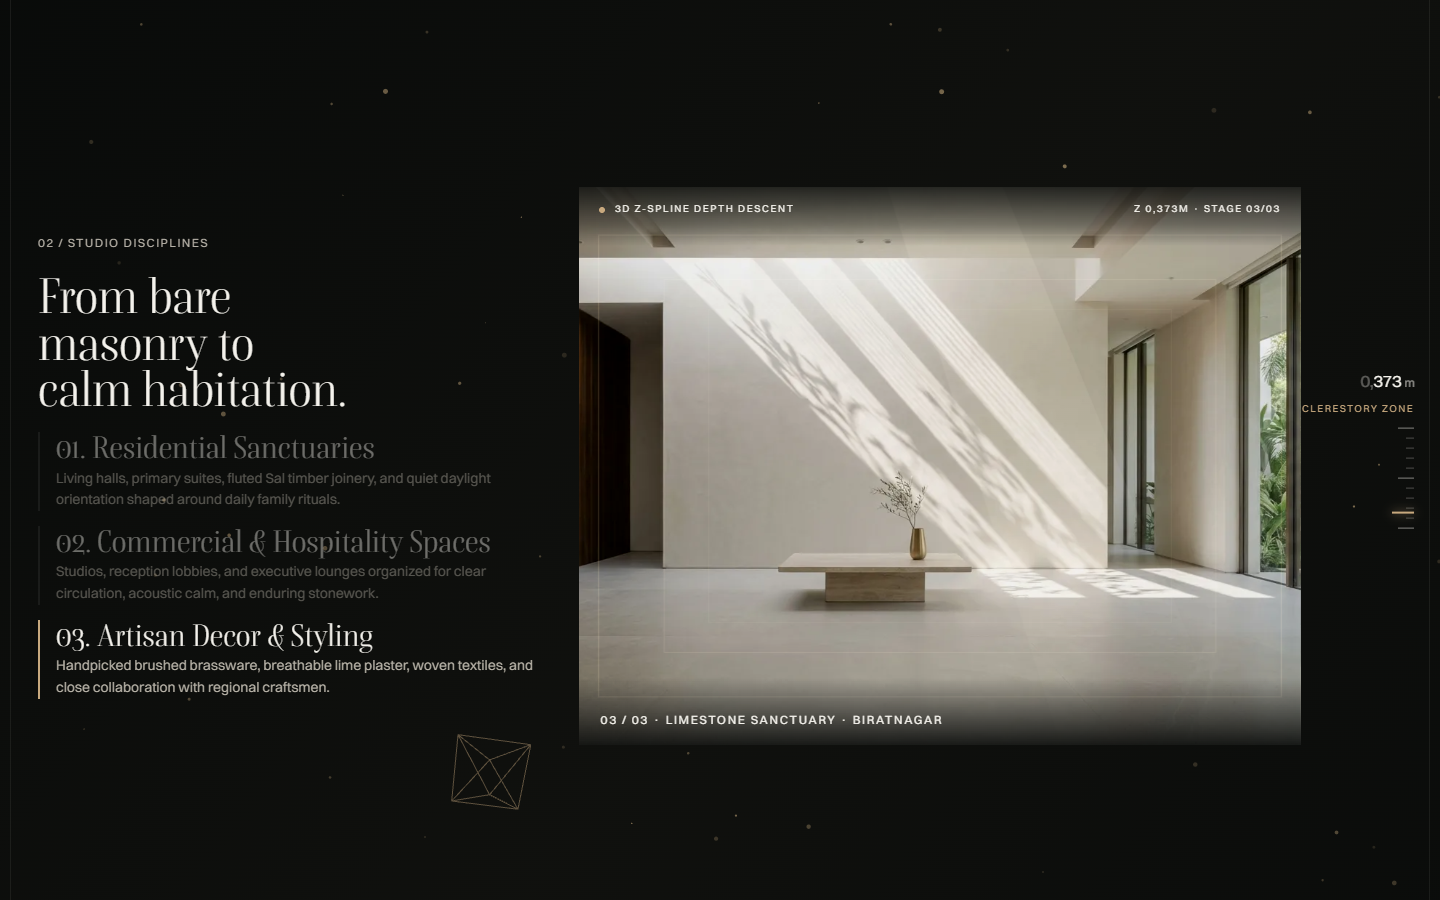 02 / STUDIO DISCIPLINES
From bare
masonry to
calm habitation.
01. Residential Sanctuaries
Living halls, primary suites, fluted Sal timber joinery, and quiet daylight
orientation shaped around daily family rituals.
02. Commercial & Hospitality Spaces
Studios, reception lobbies, and executive lounges organized for clear
circulation, acoustic calm, and enduring stonework.
03. Artisan Decor & Styling
Handpicked brushed brassware, breathable lime plaster, woven textiles, and
close collaboration with regional craftsmen.
3D Z-SPLINE DEPTH DESCENT
Z 0,373M · STAGE 03/03
03 / 03 · LIMESTONE SANCTUARY · BIRATNAGAR
0,373 m
CLERESTORY ZONE